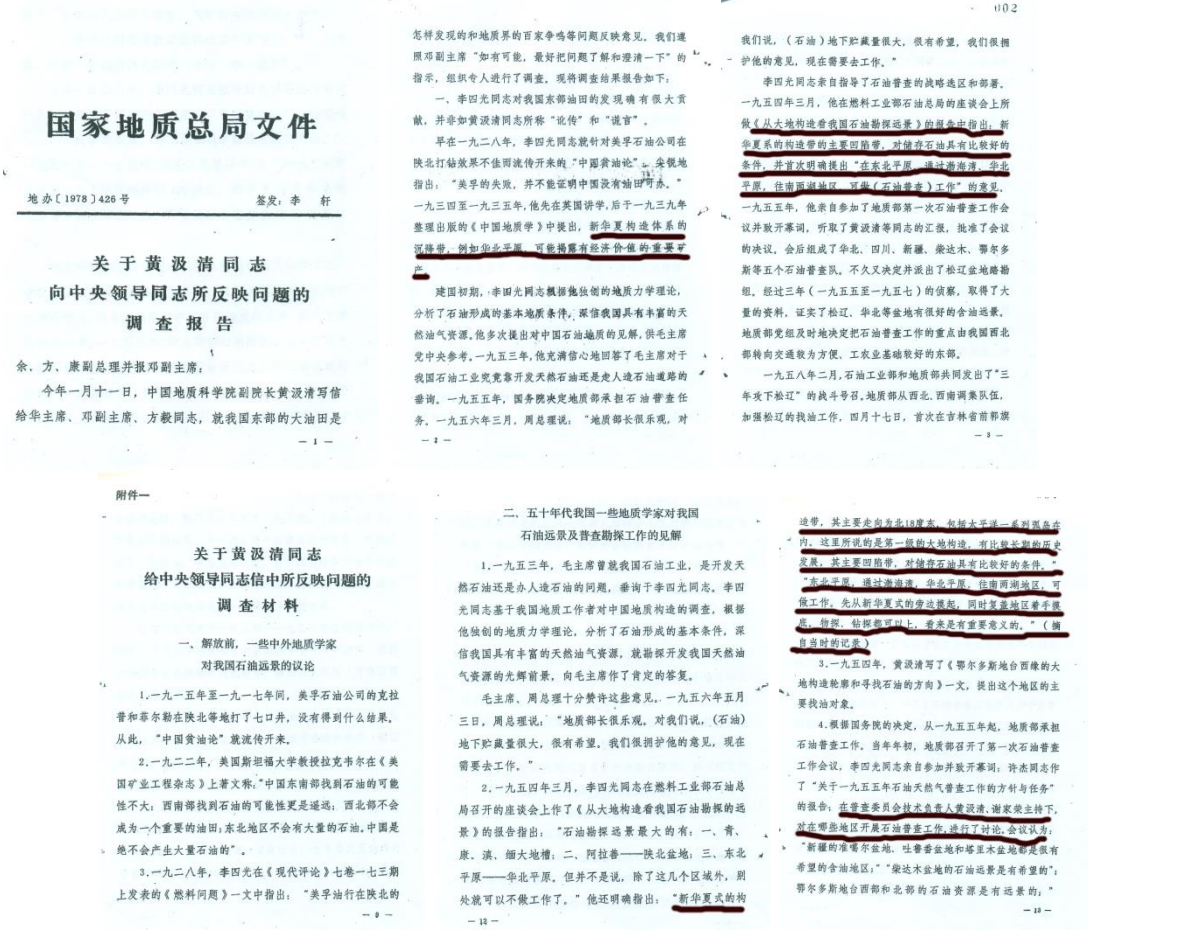 国家地质总局文件
地办〔1978〕426号 签发：李 轩
关于黄汲清同志
向中央领导同志所反映问题的
调查报告
余、方、康副总理并报邓副主席：
今年一月十一日，中国地质科学院副院长黄汲清写信
给华主席、邓副主席、方毅同志，就我国东部的大油田是
— 1 —
怎样发现的和地质界的百家争鸣等问题反映意见，我们遵
照邓副主席“如有可能，最好把问题了解和澄清一下”的
指示，组织专人进行了调查。现将调查结果报告如下：
一、李四光同志对我国东部油田的发现确有很大贡
献，并非如黄汲清同志所称“讹传”和“谎言”。
早在一九二八年，李四光同志就针对美孚石油公司在
陕北打钻效果不佳而流传开来的“中国贫油论”，尖锐地
指出：“美孚的失败，并不能证明中国没有油田可办。”
一九三四至一九三五年，他先在英国讲学，后于一九三九年
整理出版的《中国地质学》中提出，新华夏构造体系的
沉降带，例如华北平原，可能揭露有经济价值的重要矿
产。
建国初期，李四光同志根据他独创的地质力学理论，
分析了石油形成的基本地质条件，深信我国具有丰富的天
然油气资源。他多次提出对中国石油地质的见解，供毛主席
党中央参考。一九五三年，他充满信心地回答了毛主席对于
我国石油工业究竟靠开发天然石油还是走人造石油道路的
垂询。一九五五年，国务院决定地质部承担石油普查任
务。一九五六年三月，周总理说：“地质部长很乐观，对
— 2 —
002
我们说，（石油）地下贮藏量很大，很有希望，我们很拥
护他的意见，现在需要去工作。”
李四光同志亲自指导了石油普查的战略选区和部署。
一九五四年三月，他在燃料工业部石油总局的座谈会上所
做《从大地构造看我国石油勘探远景》的报告中指出：新
华夏系的构造带的主要凹陷带，对储存石油具有比较好的
条件，并首次明确提出“在东北平原，通过渤海湾、华北
平原，往南两湖地区，可做（石油普查）工作”的意见。
一九五五年，他亲自参加了地质部第一次石油普查工作会
议并致开幕词，听取了黄汲清等同志的汇报，批准了会议
的决议。会后组成了华北、四川、新疆、柴达木、鄂尔多
斯等五个石油普查队。不久又决定并派出了松辽盆地踏勘
组。经过三年（一九五五至一九五七）的侦察，取得了大
量的资料，证实了松辽、华北等盆地有很好的含油远景。
地质部党组及时地决定把石油普查工作的重点由我国西北
部转向交通较为方便、工农业基础较好的东部。
一九五八年二月，石油工业部和地质部共同发出了“三
年攻下松辽”的战斗号召。地质部从西北、西南调集队伍，
加强松辽的找油工作，四月十七日，首次在吉林省前郭旗
— 3 —
附件一
关于黄汲清同志
给中央领导同志信中所反映问题的
调查材料
一、解放前，一些中外地质学家
对我国石油远景的议论
1.一九一五年至一九一七年间，美孚石油公司的克拉
普和菲尔勒在陕北等地打了七口井，没有得到什么结果。
从此，“中国贫油论”就流传开来。
2.一九二二年，美国斯坦福大学教授拉克韦尔在《美
国矿业工程杂志》上著文称：“中国东南部找到石油的可能
性不大；西南部找到石油的可能性更是遥远；西北部不会
成为一个重要的油田；东北地区不会有大量的石油。中国是
绝不会产生大量石油的”。
3.一九二八年，李四光在《现代评论》七卷一七三期
上发表的《燃料问题》一文中指出：“美孚油行在陕北的
— 9 —
二、五十年代我国一些地质学家对我国
石油远景及普查勘探工作的见解
1.一九五三年，毛主席曾就我国石油工业，是开发天
然石油还是办人造石油的问题，垂询于李四光同志。李四
光同志基于我国地质工作者对中国地质构造的调查，根据
他独创的地质力学理论，分析了石油形成的基本条件，深
信我国具有丰富的天然油气资源，就勘探开发我国天然油
气资源的光辉前景，向毛主席作了肯定的答复。
毛主席、周总理十分赞许这些意见。一九五六年五月
三日，周总理说：“地质部长很乐观。对我们说，（石油）
地下贮藏量很大，很有希望。我们很拥护他的意见，现在
需要去工作。”
2.一九五四年三月，李四光同志在燃料工业部石油总
局召开的座谈会上作了《从大地构造看我国石油勘探的远
景》的报告指出：“石油勘探远景最大的有：一、青、
康、滇、缅大地槽；二、阿拉善——陕北盆地；三、东北
平原——华北平原。但并不是说，除了这几个区域外，别
处就可以不做工作了。”他还明确指出：“新华夏式的构
— 12 —
造带，其主要走向为北18度东，包括太平洋一系列孤岛在
内。这里所说的是第一级的大地构造，有比较长期的历史
发展，其主要凹陷带，对储存石油具有比较好的条件。”
“东北平原，通过渤海湾，华北平原，往南两湖地区，可
做工作。先从新华夏式的旁边摸起，同时复盖地区着手摸
底，物探、钻探都可以上，看来是有重要意义的。”（摘
自当时的记录）
3.一九五四年，黄汲清写了《鄂尔多斯地台西缘的大
地构造轮廓和寻找石油的方向》一文，提出这个地区的主
要找油对象。
4.根据国务院的决定，从一九五五年起，地质部承担
石油普查工作。当年年初，地质部召开了第一次石油普查
工作会议，李四光同志亲自参加并致开幕词；许杰同志作
了“关于一九五五年石油天然气普查工作的方针与任务”
的报告；在普查委员会技术负责人黄汲清、谢家荣主持下，
对在哪些地区开展石油普查工作，进行了讨论。会议认为：
“新疆的准噶尔盆地、吐鲁番盆地和塔里木盆地都是很有
希望的含油地区；”“柴达木盆地的石油远景是有希望的”；
鄂尔多斯地台西部和北部的石油资源是有远景的；”
— 13 —